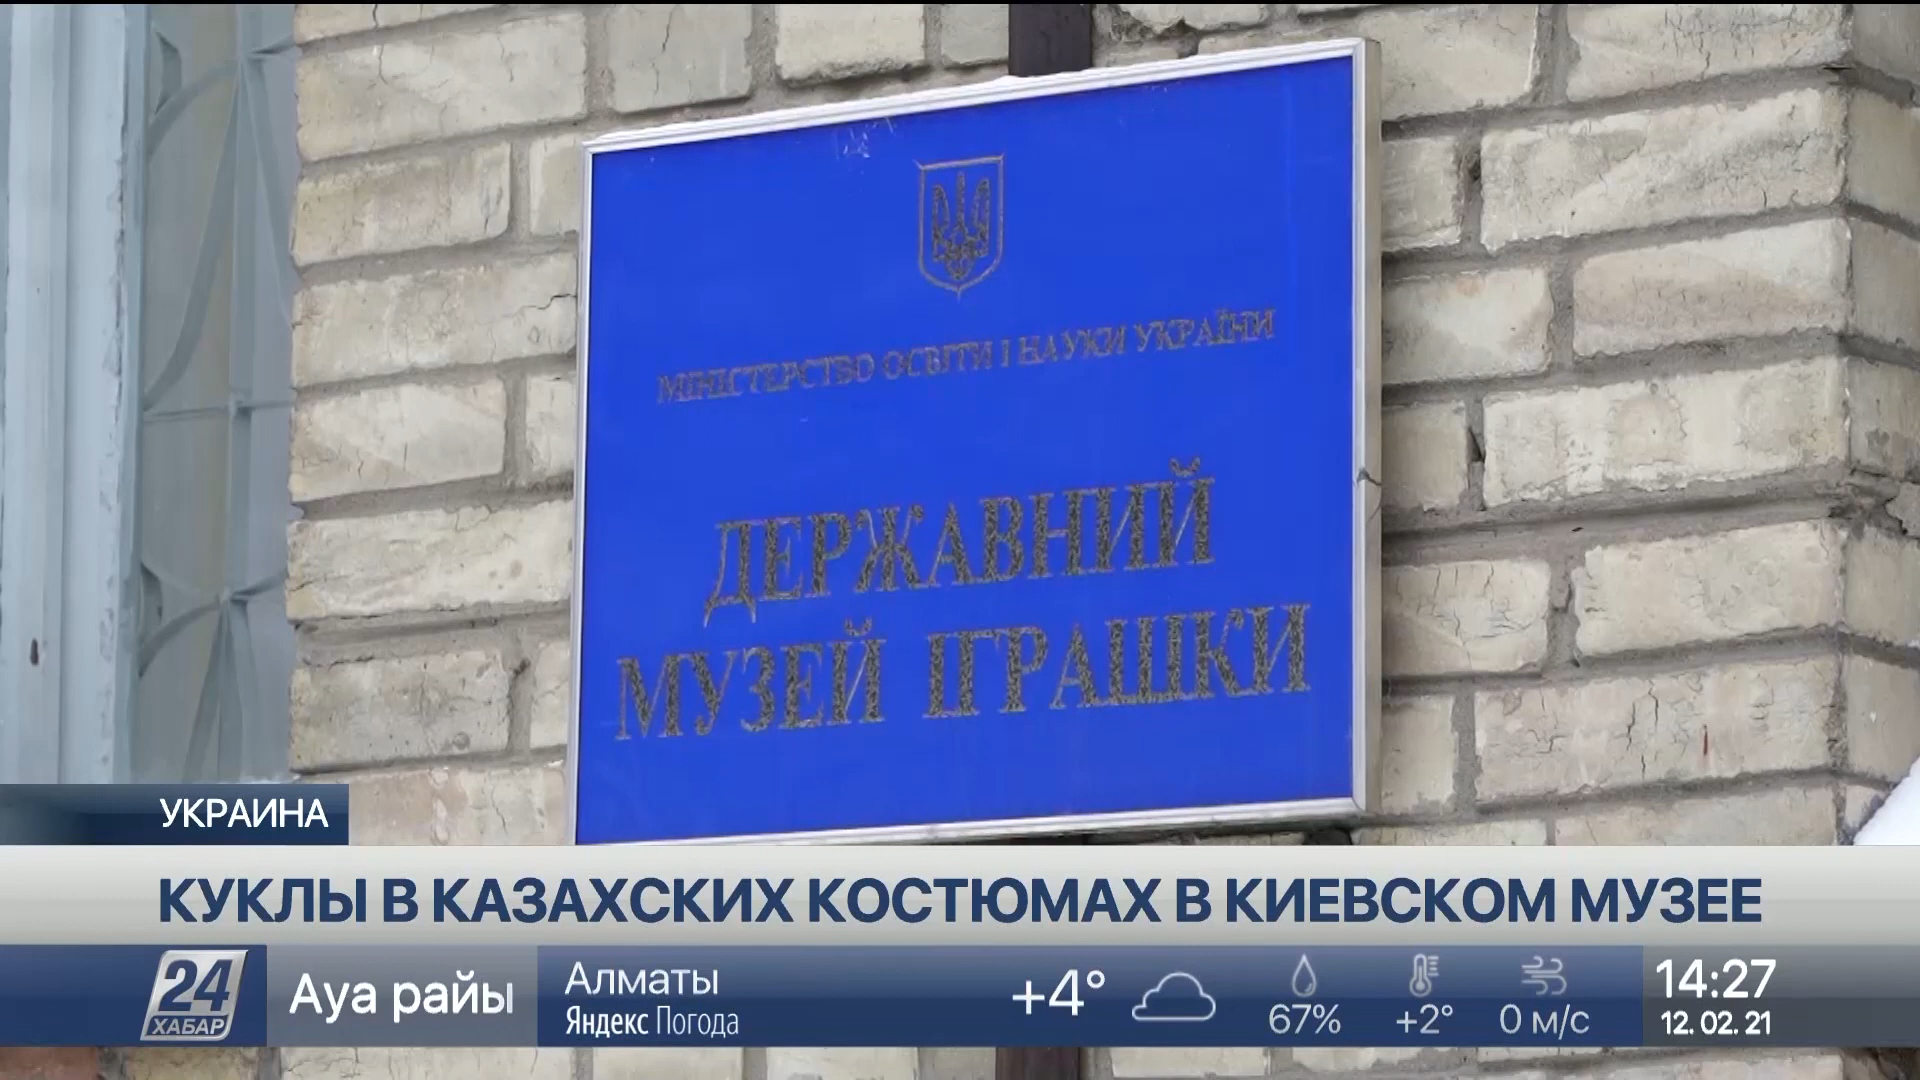 МІНІСТЕРСТВО ОСВІТИ І НАУКИ УКРАЇНИ
ДЕРЖАВНИЙ
МУЗЕЙ ІГРАШКИ
УКРАИНА
КУКЛЫ В КАЗАХСКИХ КОСТЮМАХ В КИЕВСКОМ МУЗЕЕ
24
ХАБАР
Ауа райы
Алматы
Яндекс Погода
+4°
67%
+2°
0 м/с
14:27
12. 02. 21